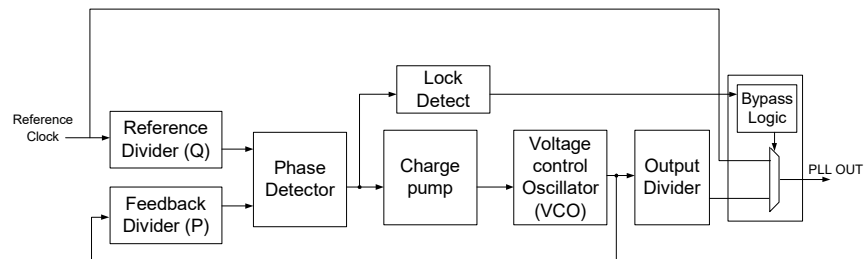 Reference
Clock
Reference
Divider (Q)
Feedback
Divider (P)
Phase
Detector
Lock
Detect
Charge
pump
Voltage
control
Oscillator
(VCO)
Output
Divider
Bypass
Logic
PLL OUT